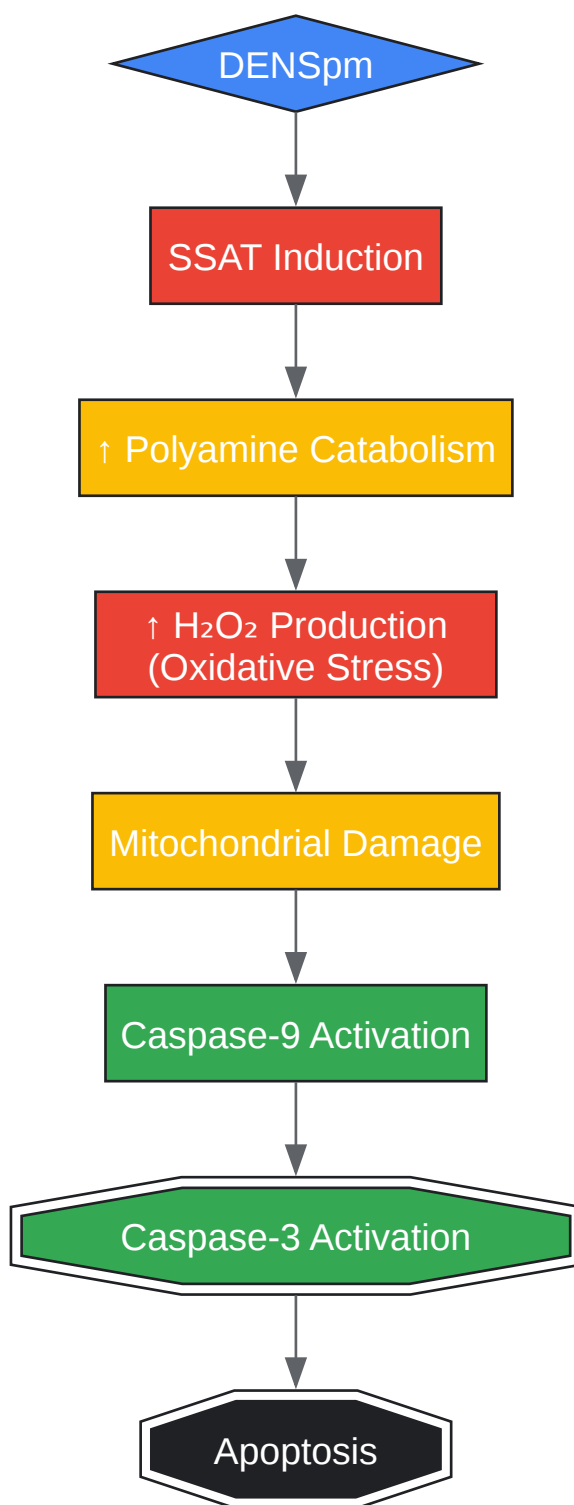 DENSpm
SSAT Induction
↑ Polyamine Catabolism
↑ H₂O₂ Production
(Oxidative Stress)
Mitochondrial Damage
Caspase-9 Activation
Caspase-3 Activation
Apoptosis